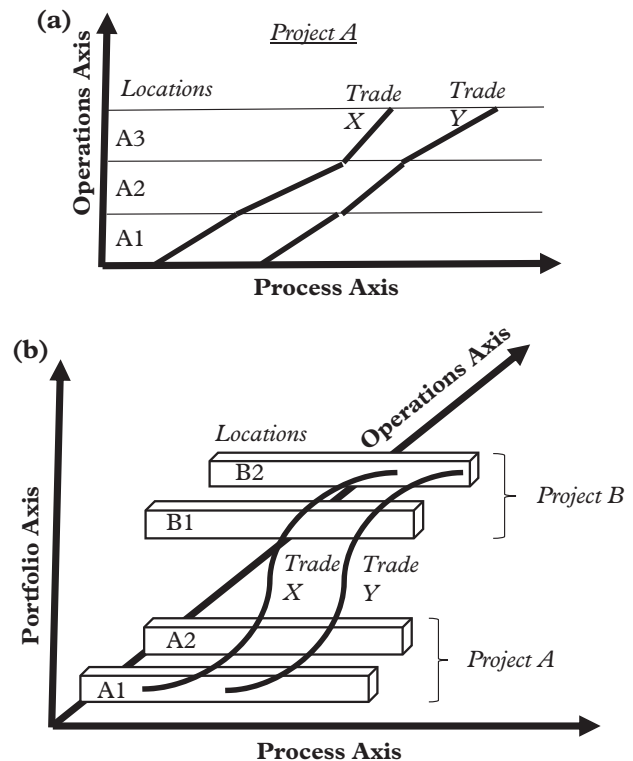 (a)
Project A
Operations Axis
Locations
Trade
X
Trade
Y
A3
A2
A1
Process Axis
(b)
Operations Axis
Portfolio Axis
Locations
B2
B1
Project B
Trade
X
Trade
Y
A2
A1
Project A
Process Axis